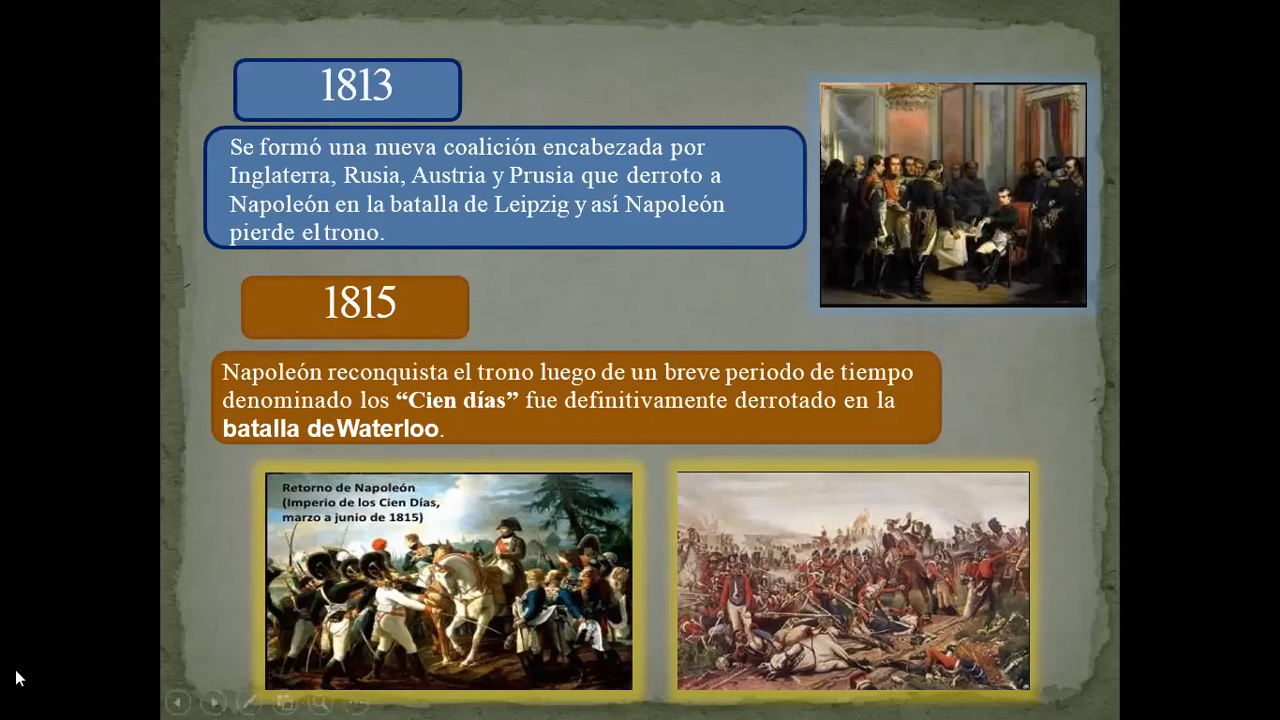 1813
Se formó una nueva coalición encabezada por
Inglaterra, Rusia, Austria y Prusia que derroto a
Napoleón en la batalla de Leipzig y así Napoleón
pierde el trono.
1815
Napoleón reconquista el trono luego de un breve periodo de tiempo
denominado los “Cien días” fue definitivamente derrotado en la
batalla deWaterloo.
Retorno de Napoleón
(Imperio de los Cien Días,
marzo a junio de 1815)